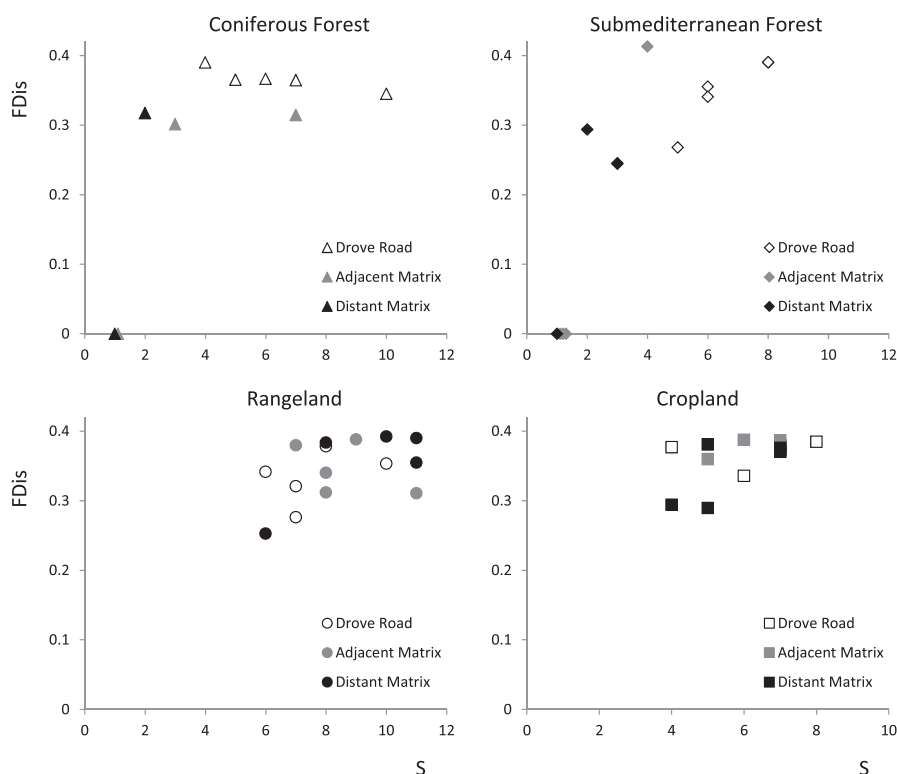 Coniferous Forest
FDis
0.4
0.3
0.2
0.1
0
0 2 4 6 8 10 12
Drove Road
Adjacent Matrix
Distant Matrix
Submediterranean Forest
0.4
0.3
0.2
0.1
0
0 2 4 6 8 10 12
Drove Road
Adjacent Matrix
Distant Matrix
Rangeland
FDis
0.4
0.3
0.2
0.1
0
0 2 4 6 8 10 12
S
Drove Road
Adjacent Matrix
Distant Matrix
Cropland
0.4
0.3
0.2
0.1
0
0 2 4 6 8 10
S
Drove Road
Adjacent Matrix
Distant Matrix